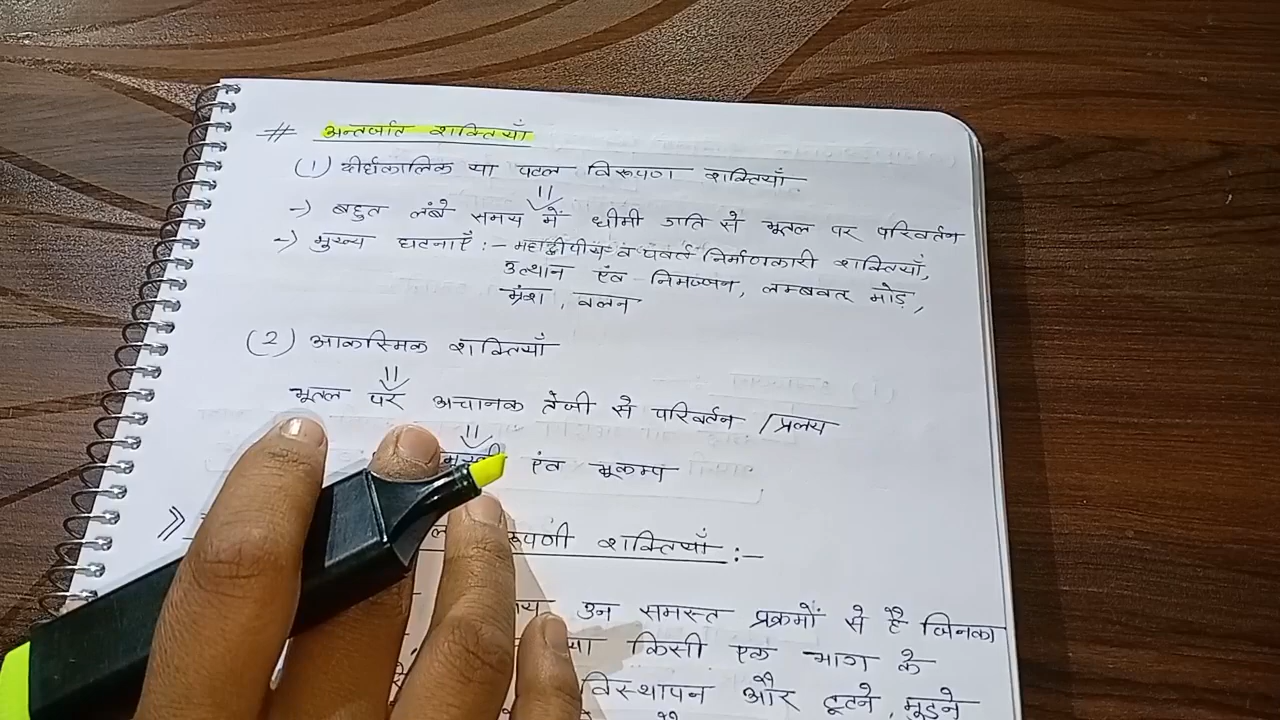 # अन्तर्जात शक्तियाँ
(1) दीर्घकालिक या पटल विरूपण शक्तियाँ
→ बहुत लंबे समय में धीमी गति से भूतल पर परिवर्तन
→ मुख्य घटनाएँ :- महाद्वीपीय व पर्वत निर्माणकारी शक्तियाँ,
उत्थान एंव निमज्जन, लम्बवत मोड़,
भ्रंश, वलन
(2) आकस्मिक शक्तियाँ
भूतल पर अचानक तेजी से परिवर्तन / प्रलय
एंव भूकम्प
रूपणी शक्तियाँ :-
उन समस्त प्रक्रमों से है जिनका
या किसी एक भाग के
विस्थापन और टूटने, मुड़ने